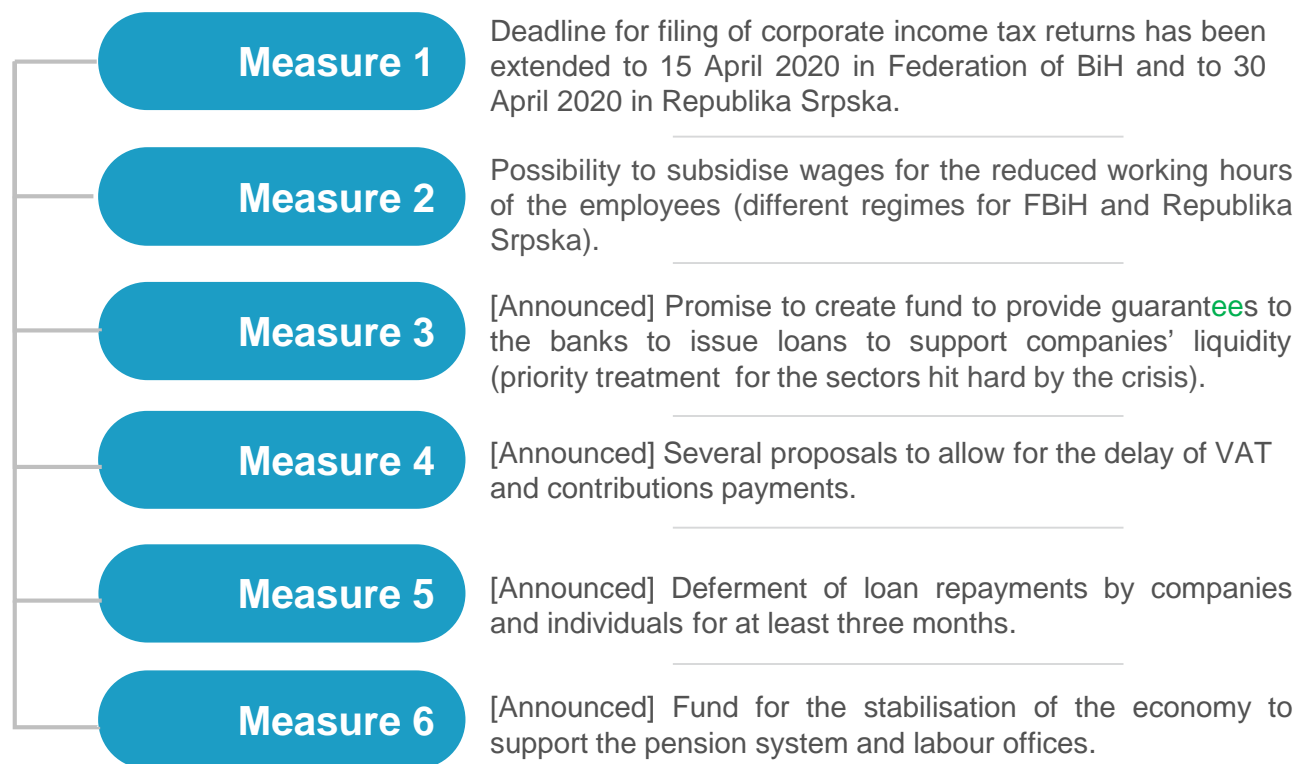 Measure 1
Deadline for filing of corporate income tax returns has been
extended to 15 April 2020 in Federation of BiH and to 30
April 2020 in Republika Srpska.
Measure 2
Possibility to subsidise wages for the reduced working hours
of the employees (different regimes for FBiH and Republika
Srpska).
Measure 3
[Announced] Promise to create fund to provide guarantees to
the banks to issue loans to support companies’ liquidity
(priority treatment for the sectors hit hard by the crisis).
Measure 4
[Announced] Several proposals to allow for the delay of VAT
and contributions payments.
Measure 5
[Announced] Deferment of loan repayments by companies
and individuals for at least three months.
Measure 6
[Announced] Fund for the stabilisation of the economy to
support the pension system and labour offices.